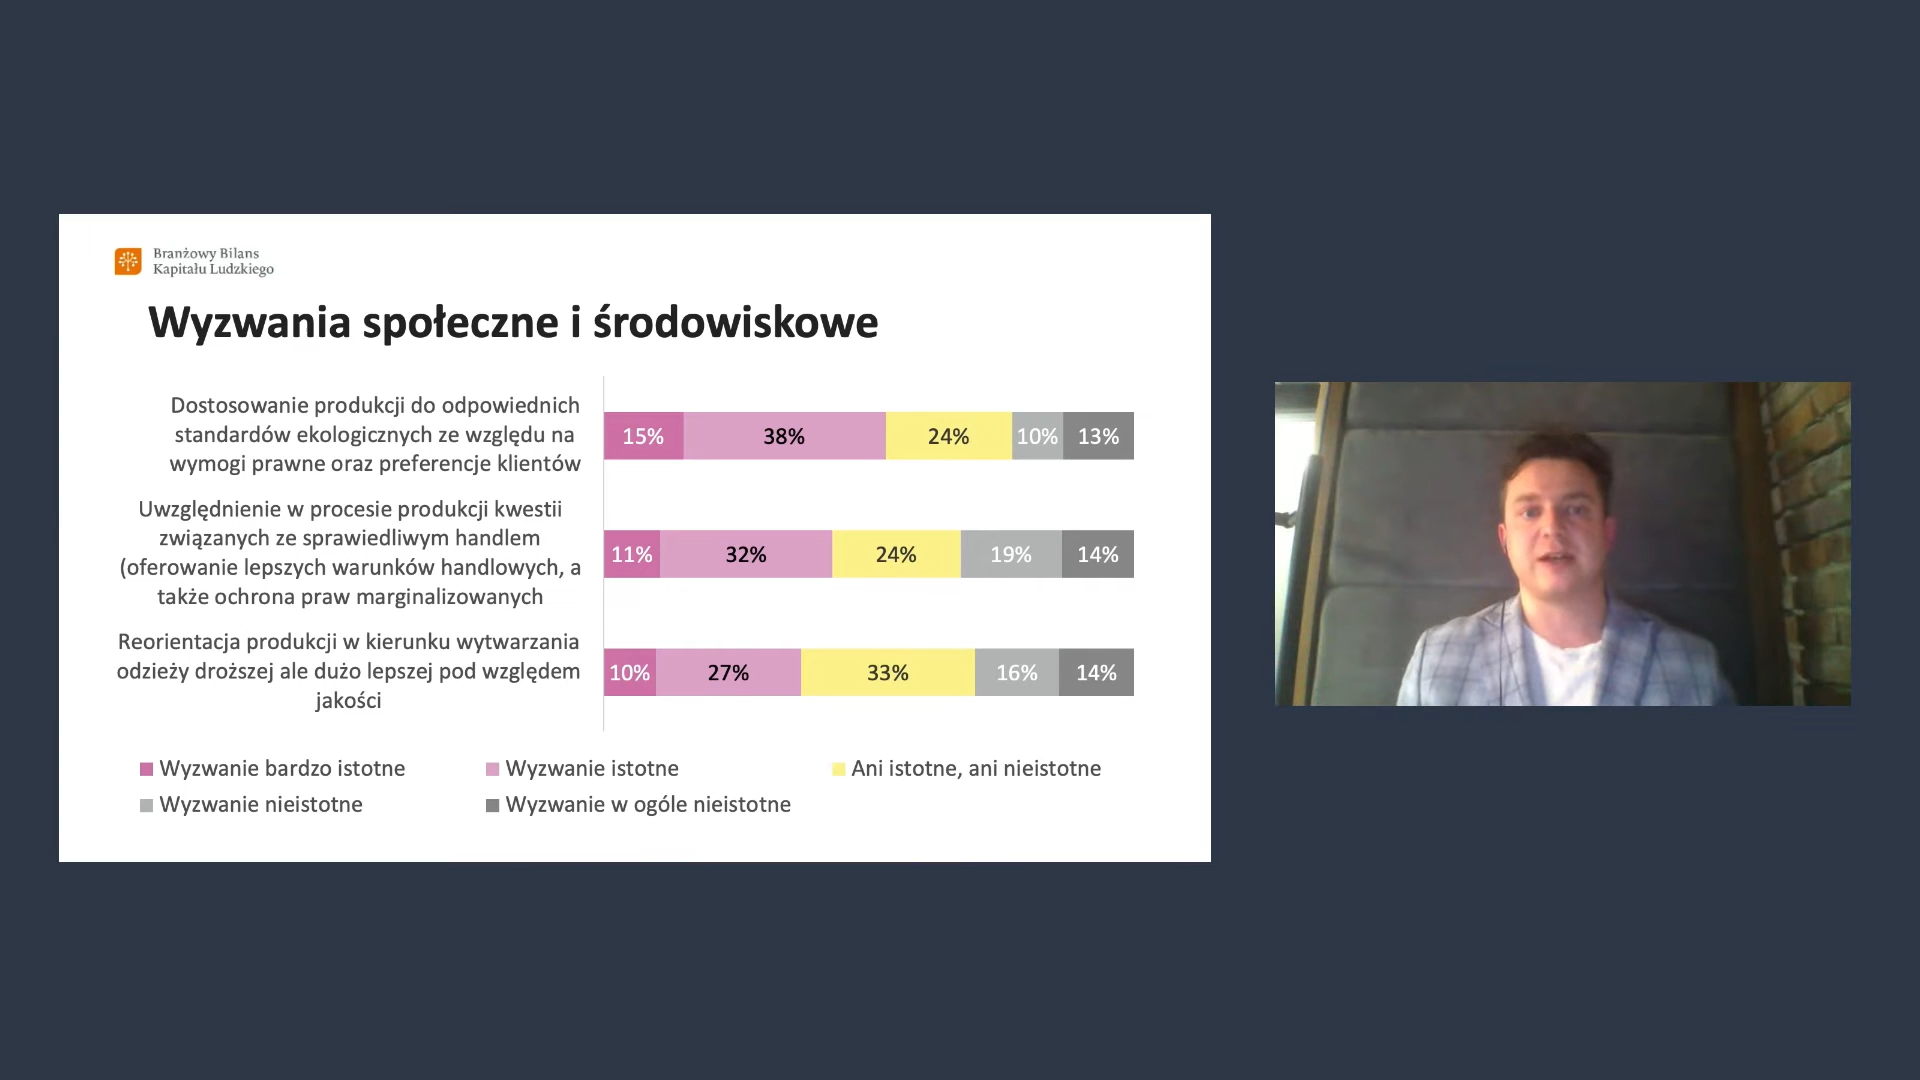 Branżowy Bilans
Kapitału Ludzkiego
Wyzwania społeczne i środowiskowe
Dostosowanie produkcji do odpowiednich
standardów ekologicznych ze względu na
wymogi prawne oraz preferencje klientów
15% 38% 24% 10% 13%
Uwzględnienie w procesie produkcji kwestii
związanych ze sprawiedliwym handlem
(oferowanie lepszych warunków handlowych, a
także ochrona praw marginalizowanych
11% 32% 24% 19% 14%
Reorientacja produkcji w kierunku wytwarzania
odzieży droższej ale dużo lepszej pod względem
jakości
10% 27% 33% 16% 14%
Wyzwanie bardzo istotne Wyzwanie istotne Ani istotne, ani nieistotne
Wyzwanie nieistotne Wyzwanie w ogóle nieistotne